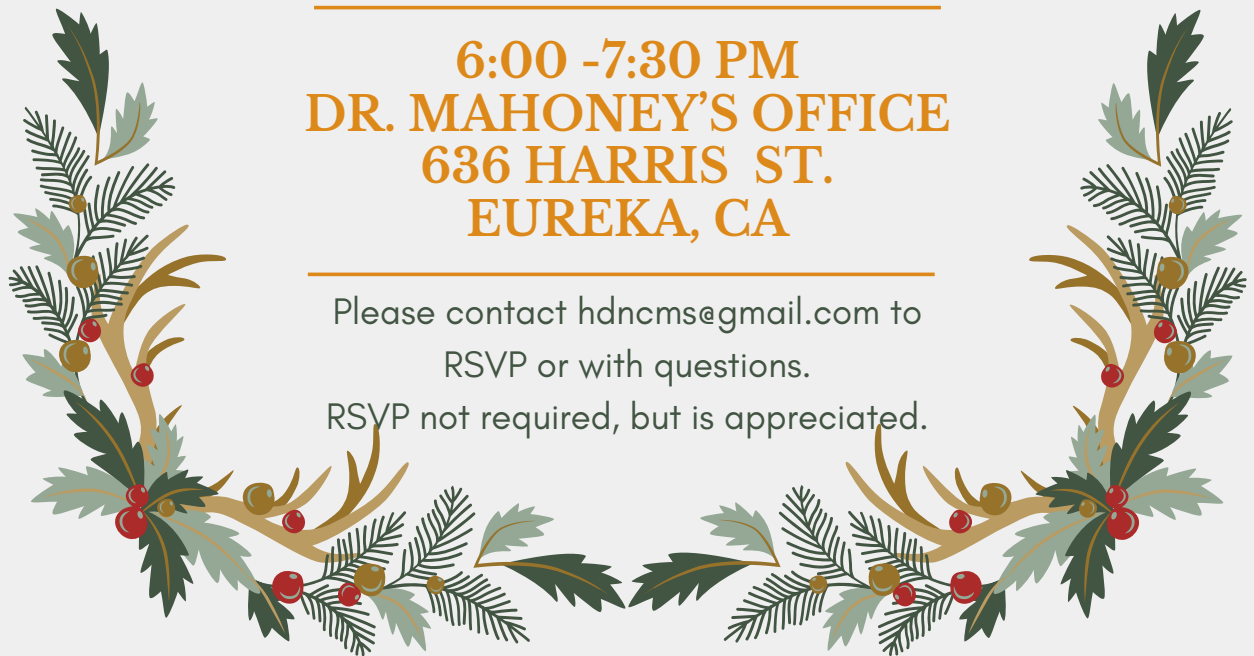 6:00 -7:30 PM
DR. MAHONEY’S OFFICE
636 HARRIS ST.
EUREKA, CA
Please contact hdncms@gmail.com to
RSVP or with questions.
RSVP not required, but is appreciated.